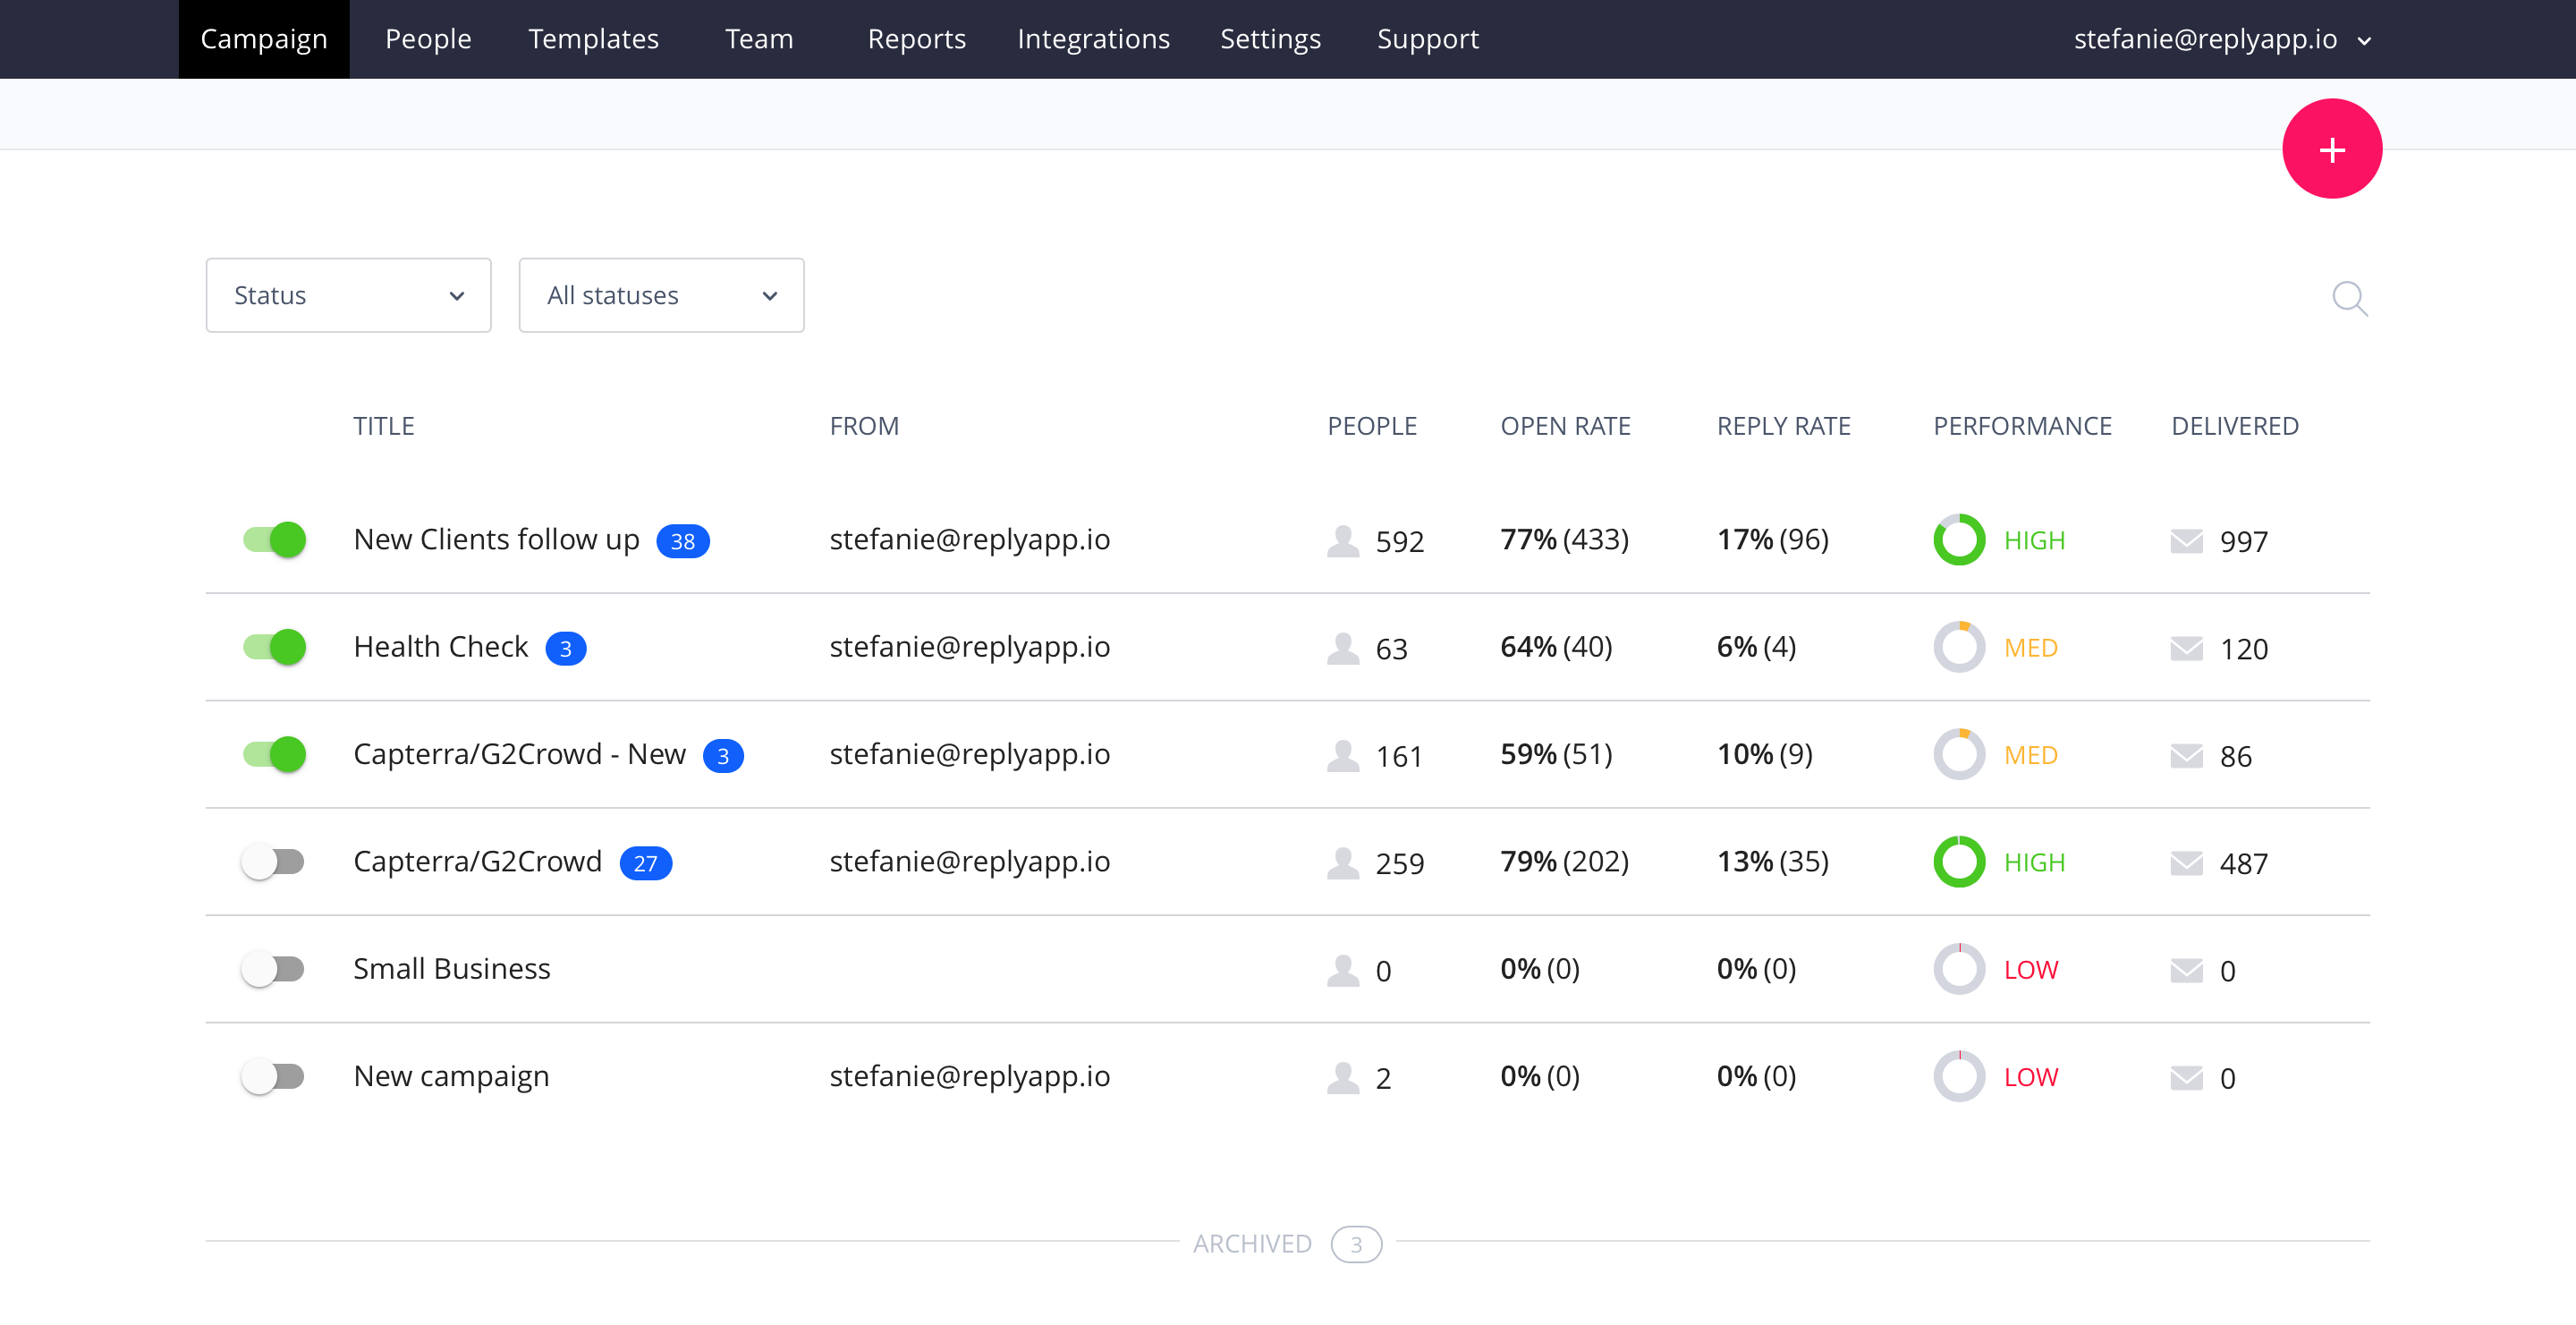 Campaign People Templates Team Reports Integrations Settings Support stefanie@replyapp.io
+
Status All statuses
TITLE FROM PEOPLE OPEN RATE REPLY RATE PERFORMANCE DELIVERED
New Clients follow up 38 stefanie@replyapp.io 592 77% (433) 17% (96) HIGH 997
Health Check 3 stefanie@replyapp.io 63 64% (40) 6% (4) MED 120
Capterra/G2Crowd - New 3 stefanie@replyapp.io 161 59% (51) 10% (9) MED 86
Capterra/G2Crowd 27 stefanie@replyapp.io 259 79% (202) 13% (35) HIGH 487
Small Business 0 0% (0) 0% (0) LOW 0
New campaign stefanie@replyapp.io 2 0% (0) 0% (0) LOW 0
ARCHIVED 3